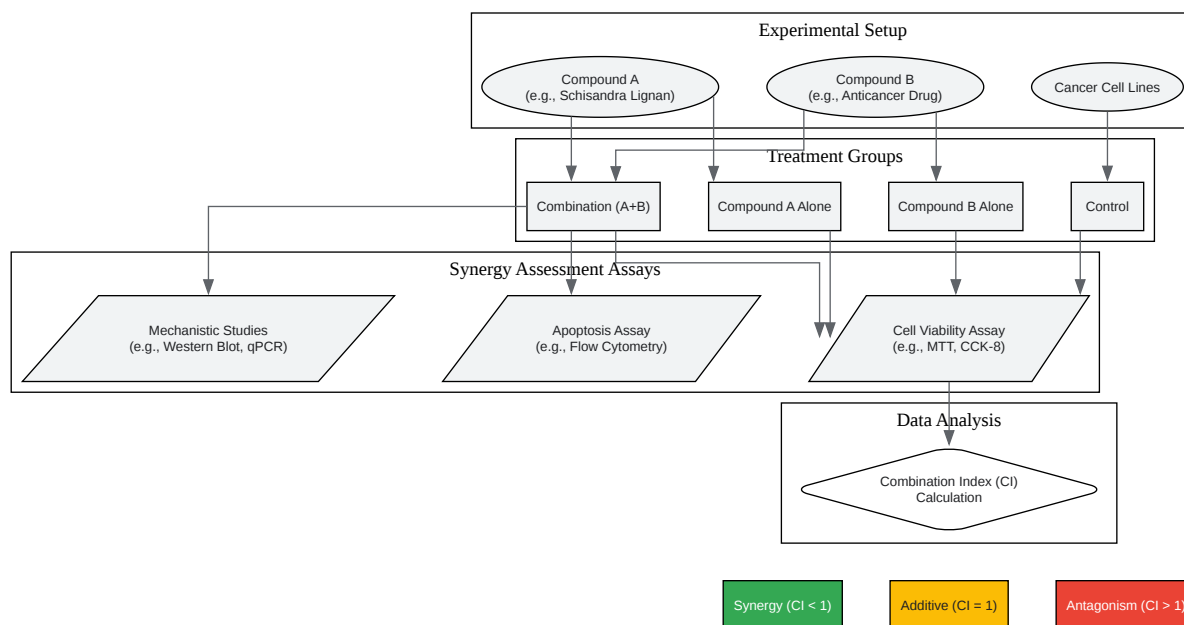 Experimental Setup
Compound A
(e.g., Schisandra Lignan)
Compound B
(e.g., Anticancer Drug)
Cancer Cell Lines
Treatment Groups
Combination (A+B)
Compound A Alone
Compound B Alone
Control
Synergy Assessment Assays
Mechanistic Studies
(e.g., Western Blot, qPCR)
Apoptosis Assay
(e.g., Flow Cytometry)
Cell Viability Assay
(e.g., MTT, CCK-8)
Data Analysis
Combination Index (CI)
Calculation
Synergy (CI < 1)
Additive (CI = 1)
Antagonism (CI > 1)